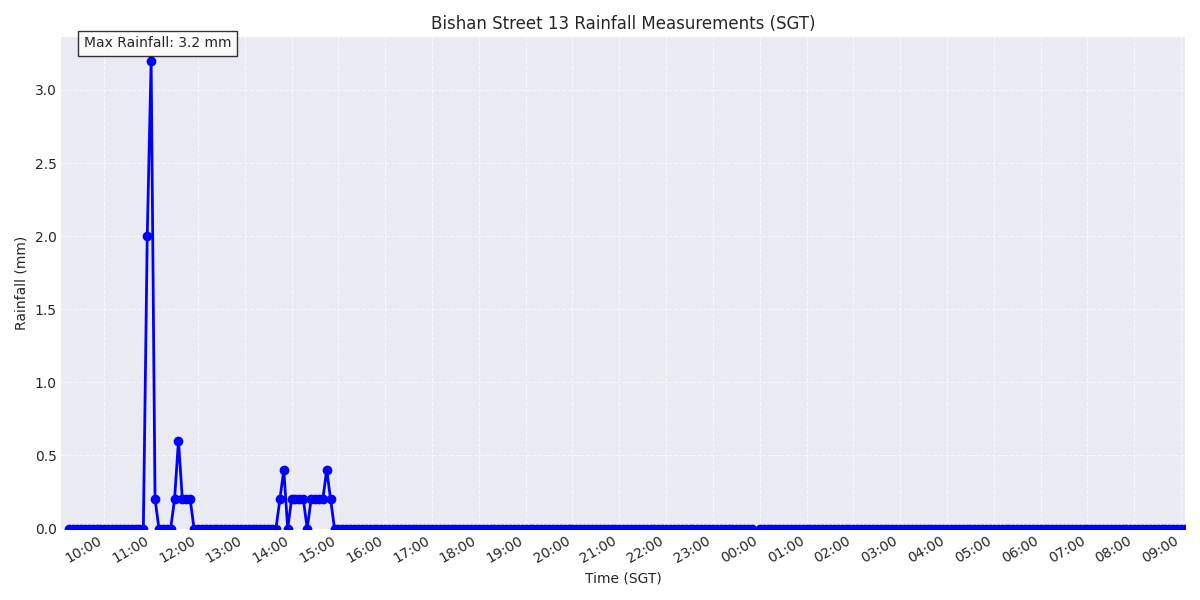 Bishan Street 13 Rainfall Measurements (SGT)
Max Rainfall: 3.2 mm
Rainfall (mm)
3.0
2.5
2.0
1.5
1.0
0.5
0.0
10:00 11:00 12:00 13:00 14:00 15:00 16:00 17:00 18:00 19:00 20:00 21:00 22:00 23:00 00:00 01:00 02:00 03:00 04:00 05:00 06:00 07:00 08:00 09:00
Time (SGT)